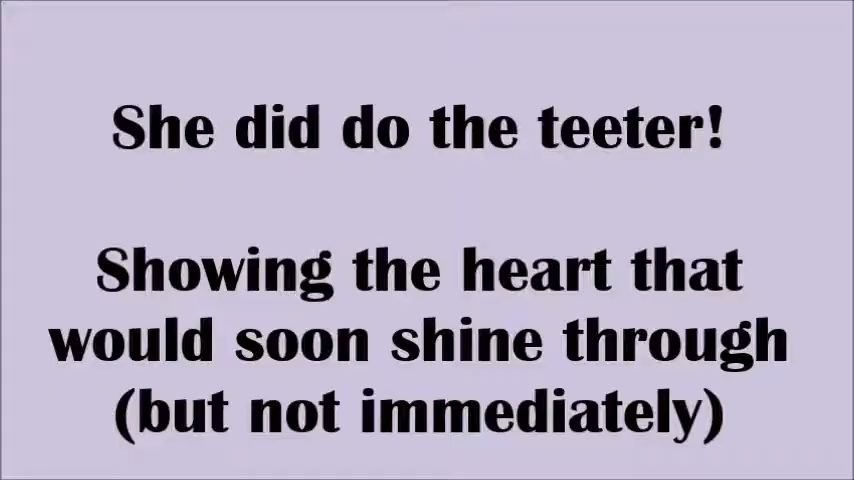 She did do the teeter!
Showing the heart that
would soon shine through
(but not immediately)